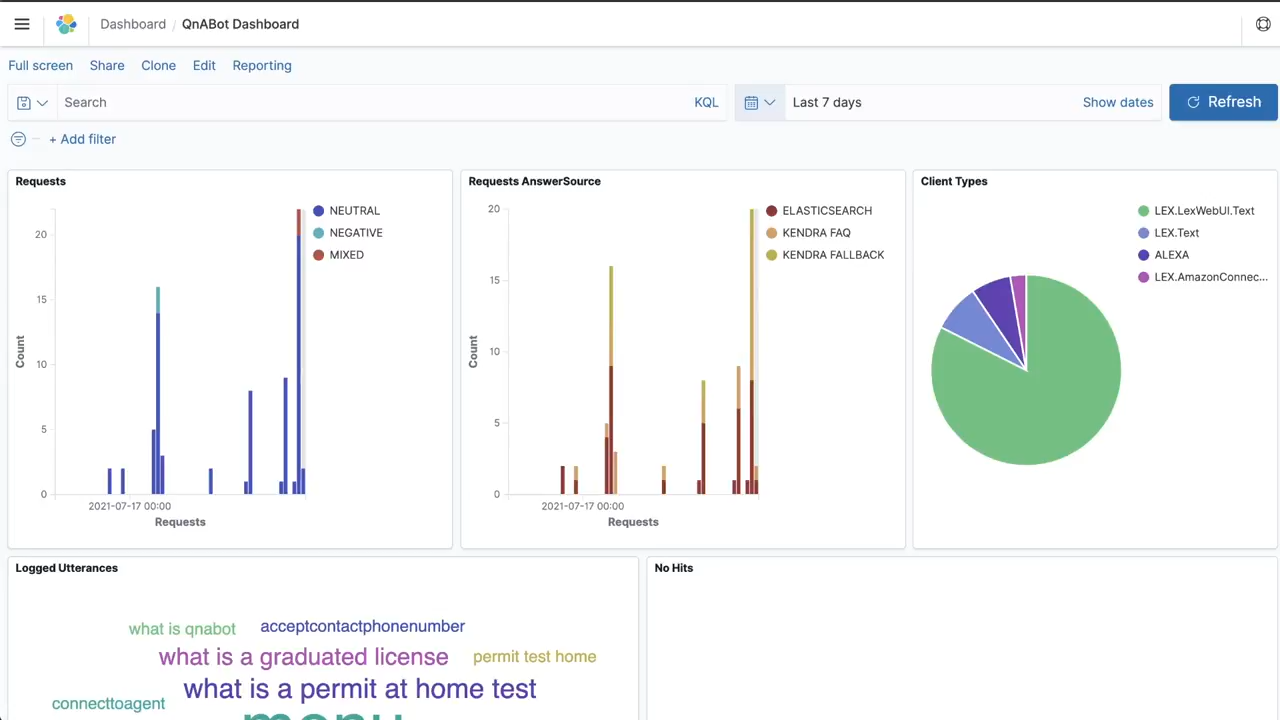 Dashboard / QnABot Dashboard
Full screen Share Clone Edit Reporting
Search KQL Last 7 days Show dates Refresh
+ Add filter
Requests
20
15
10
5
0
Count
2021-07-17 00:00
Requests
NEUTRAL
NEGATIVE
MIXED
Requests AnswerSource
20
15
10
5
0
Count
2021-07-17 00:00
Requests
ELASTICSEARCH
KENDRA FAQ
KENDRA FALLBACK
Client Types
LEX.LexWebUI.Text
LEX.Text
ALEXA
LEX.AmazonConnec...
Logged Utterances
what is qnabot acceptcontactphonenumber
what is a graduated license permit test home
what is a permit at home test
connecttoagent
No Hits